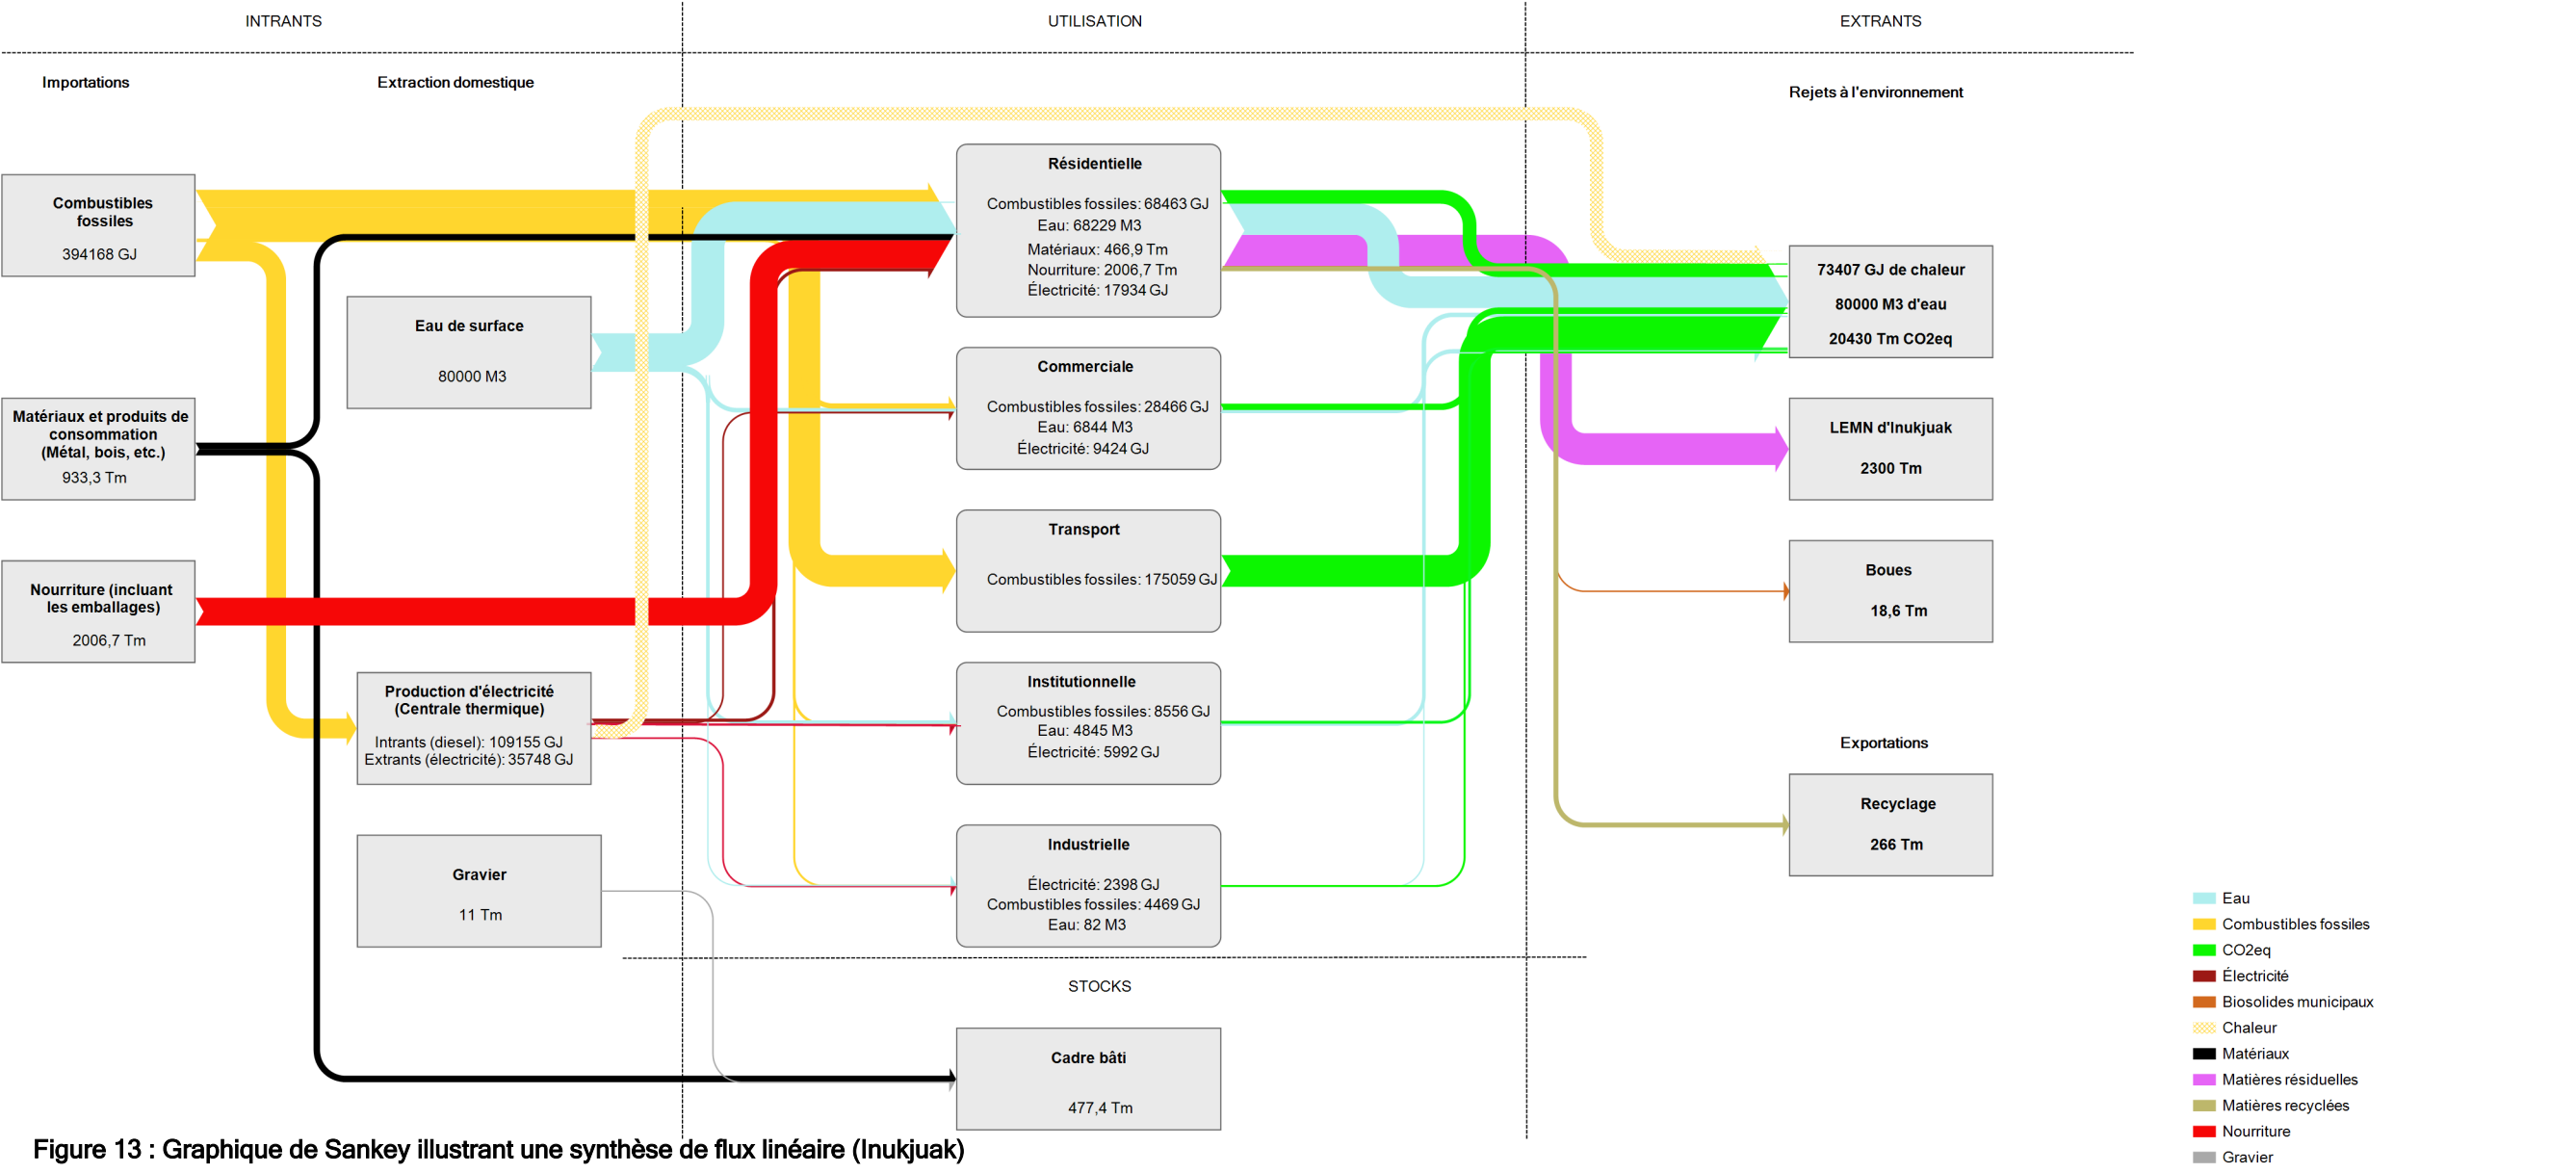 INTRANTS
UTILISATION
EXTRANTS
Importations
Extraction domestique
Rejets à l'environnement
Combustibles
fossiles
394168 GJ
Matériaux et produits de
consommation
(Métal, bois, etc.)
933,3 Tm
Nourriture (incluant
les emballages)
2006,7 Tm
Eau de surface
80000 M3
Production d'électricité
(Centrale thermique)
Intrants (diesel): 109155 GJ
Extrants (électricité): 35748 GJ
Gravier
11 Tm
Résidentielle
Combustibles fossiles: 68463 GJ
Eau: 68229 M3
Matériaux: 466,9 Tm
Nourriture: 2006,7 Tm
Électricité: 17934 GJ
Commerciale
Combustibles fossiles: 28466 GJ
Eau: 6844 M3
Électricité: 9424 GJ
Transport
Combustibles fossiles: 175059 GJ
Institutionnelle
Combustibles fossiles: 8556 GJ
Eau: 4845 M3
Électricité: 5992 GJ
Industrielle
Électricité: 2398 GJ
Combustibles fossiles: 4469 GJ
Eau: 82 M3
STOCKS
Cadre bâti
477,4 Tm
73407 GJ de chaleur
80000 M3 d'eau
20430 Tm CO2eq
LEMN d'Inukjuak
2300 Tm
Boues
18,6 Tm
Exportations
Recyclage
266 Tm
Eau
Combustibles fossiles
CO2eq
Électricité
Biosolides municipaux
Chaleur
Matériaux
Matières résiduelles
Matières recyclées
Nourriture
Gravier
Figure 13 : Graphique de Sankey illustrant une synthèse de flux linéaire (Inukjuak)